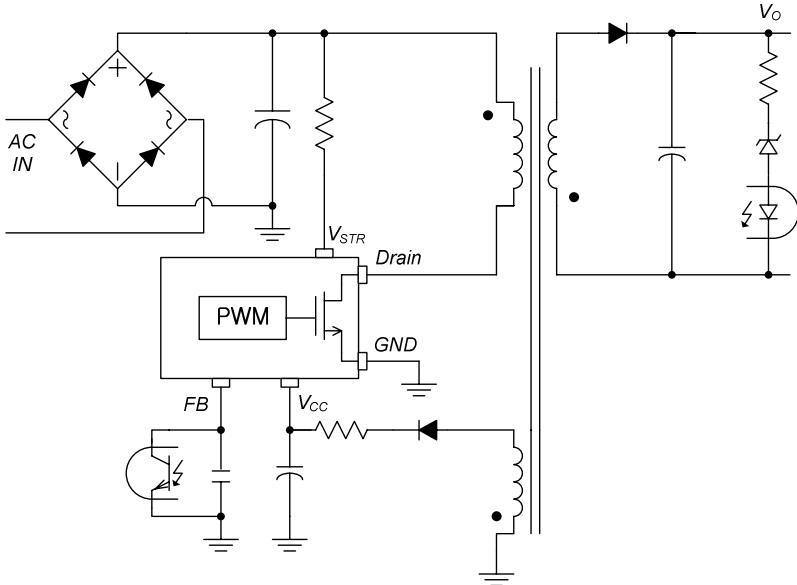 V_O
AC
IN
V_STR
Drain
PWM
GND
FB
V_CC